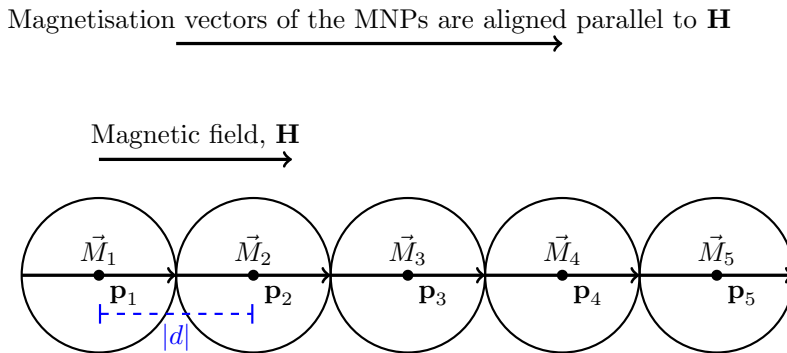 Magnetisation vectors of the MNPs are aligned parallel to H
Magnetic field, H
M⃗₁ M⃗₂ M⃗₃ M⃗₄ M⃗₅
p₁ p₂ p₃ p₄ p₅
|d|